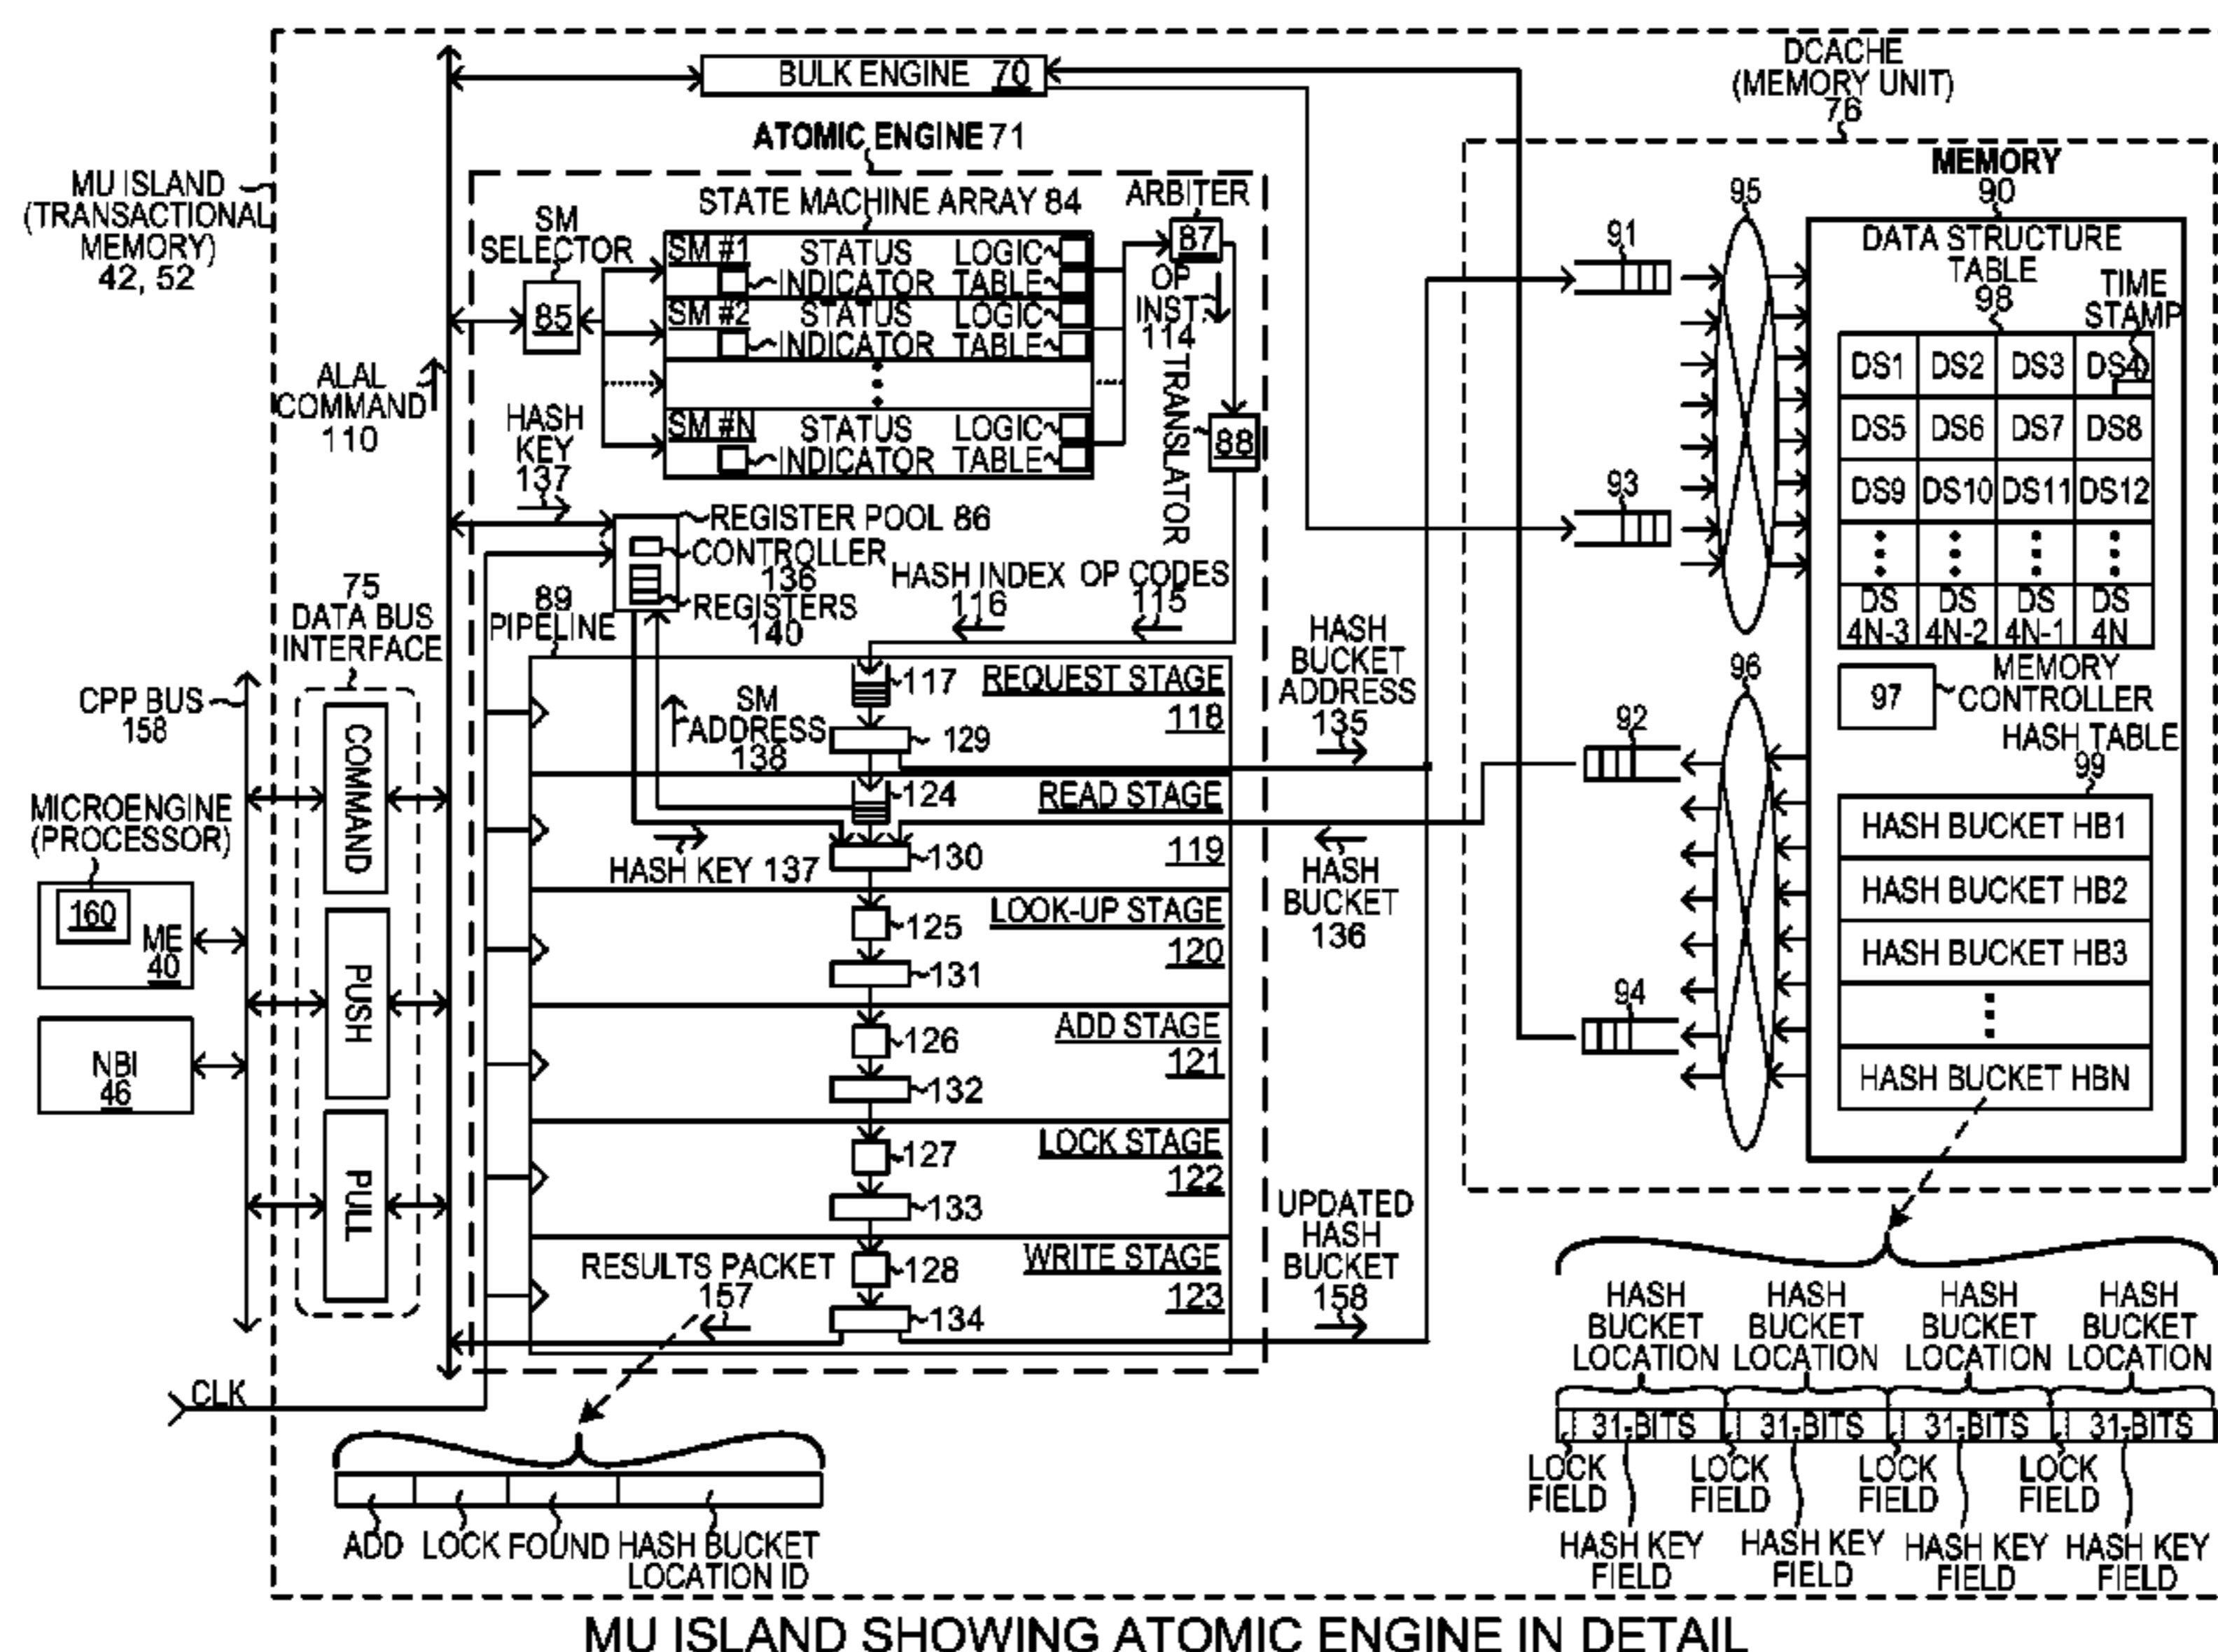 DCACHE
(MEMORY UNIT)
76
BULK ENGINE 70
ATOMIC ENGINE 71
MU ISLAND
(TRANSACTIONAL
MEMORY)
42, 52
SM
SELECTOR
85
STATE MACHINE ARRAY 84
SM #1 STATUS LOGIC
INDICATOR TABLE
SM #2 STATUS LOGIC
INDICATOR TABLE
SM #N STATUS LOGIC
INDICATOR TABLE
ARBITER
87
OP
INST.
114
TRANSLATOR
88
ALAL
COMMAND
110
HASH
KEY
137
REGISTER POOL 86
CONTROLLER
136
REGISTERS
140
HASH INDEX OP CODES
116 115
89
PIPELINE
75
DATA BUS
INTERFACE
CPP BUS
158
COMMAND
PUSH
PULL
MICROENGINE
(PROCESSOR)
160
ME
40
NBI
46
SM
ADDRESS
138
117
REQUEST STAGE
118
129
124
READ STAGE
119
130
HASH KEY 137
LOOK-UP STAGE
125
120
131
ADD STAGE
126
121
132
LOCK STAGE
127
122
133
WRITE STAGE
128
123
134
RESULTS PACKET
157
HASH
BUCKET
ADDRESS
135
HASH
BUCKET
136
UPDATED
HASH
BUCKET
158
CLK
ADD LOCK FOUND HASH BUCKET
LOCATION ID
91
93
92
94
95
96
MEMORY
90
DATA STRUCTURE
TABLE
98
TIME
STAMP
DS1 DS2 DS3 DS4
DS5 DS6 DS7 DS8
DS9 DS10 DS11 DS12
DS DS DS DS
4N-3 4N-2 4N-1 4N
97
MEMORY
CONTROLLER
HASH TABLE
99
HASH BUCKET HB1
HASH BUCKET HB2
HASH BUCKET HB3
HASH BUCKET HBN
HASH HASH HASH HASH
BUCKET BUCKET BUCKET BUCKET
LOCATION LOCATION LOCATION LOCATION
31-BITS 31-BITS 31-BITS 31-BITS
LOCK LOCK LOCK LOCK
FIELD FIELD FIELD FIELD
HASH KEY HASH KEY HASH KEY HASH KEY
FIELD FIELD FIELD FIELD
MU ISLAND SHOWING ATOMIC ENGINE IN DETAIL